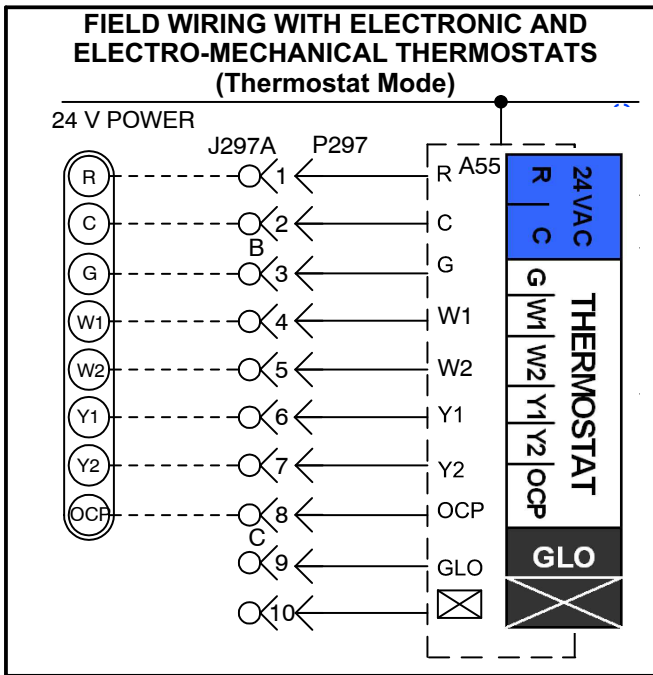 FIELD WIRING WITH ELECTRONIC AND
ELECTRO-MECHANICAL THERMOSTATS
(Thermostat Mode)
24 V POWER
J297A P297
R 1 R A55
C 2 C
B
G 3 G
W1 4 W1
W2 5 W2
Y1 6 Y1
Y2 7 Y2
OCP 8 OCP
C
9 GLO
10
24VAC
R C
THERMOSTAT
G W1 W2 Y1 Y2 OCP
GLO